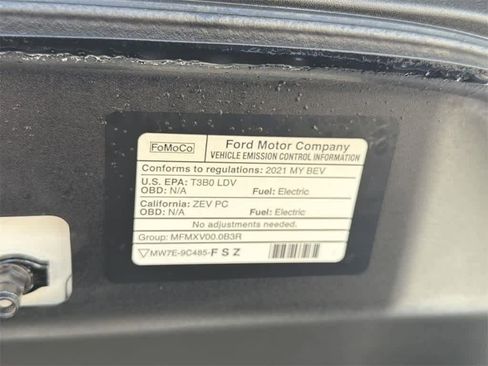 FoMoCo
Ford Motor Company
VEHICLE EMISSION CONTROL INFORMATION
Conforms to regulations: 2021 MY BEV
U.S. EPA: T3B0 LDV
OBD: N/A Fuel: Electric
California: ZEV PC
OBD: N/A Fuel: Electric
No adjustments needed.
Group: MFMXV00.0B3R
MW7E-9C485-FSZ